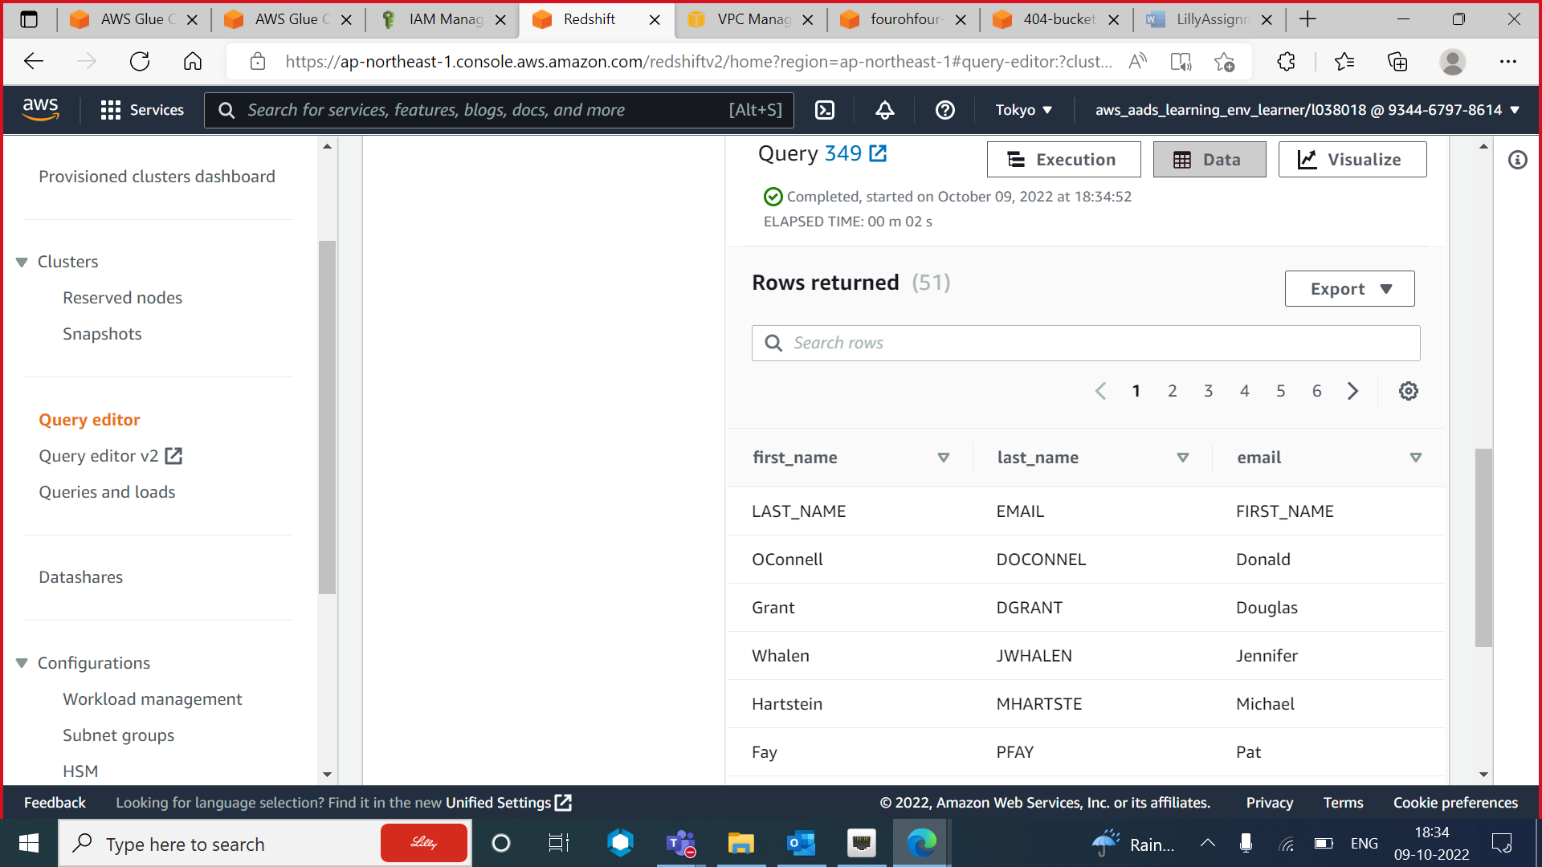 AWS Glue C
AWS Glue C
IAM Manag
Redshift
VPC Manag
fourohfour-
404-bucket
LillyAssignm
https://ap-northeast-1.console.aws.amazon.com/redshiftv2/home?region=ap-northeast-1#query-editor:?clust...
aws
Services
Search for services, features, blogs, docs, and more
[Alt+S]
Tokyo
aws_aads_learning_env_learner/l038018 @ 9344-6797-8614
Provisioned clusters dashboard
Clusters
Reserved nodes
Snapshots
Query editor
Query editor v2
Queries and loads
Datashares
Configurations
Workload management
Subnet groups
HSM
Query 349
Execution
Data
Visualize
Completed, started on October 09, 2022 at 18:34:52
ELAPSED TIME: 00 m 02 s
Rows returned (51)
Export
Search rows
1 2 3 4 5 6
first_name last_name email
LAST_NAME EMAIL FIRST_NAME
OConnell DOCONNEL Donald
Grant DGRANT Douglas
Whalen JWHALEN Jennifer
Hartstein MHARTSTE Michael
Fay PFAY Pat
Feedback
Looking for language selection? Find it in the new Unified Settings
© 2022, Amazon Web Services, Inc. or its affiliates.
Privacy
Terms
Cookie preferences
Type here to search
Lilly
Rain...
ENG
18:34
09-10-2022